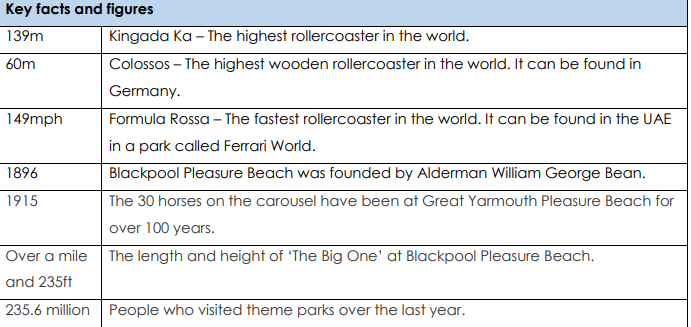 Key facts and figures
139m Kingada Ka – The highest rollercoaster in the world.
60m Colossos – The highest wooden rollercoaster in the world. It can be found in
Germany.
149mph Formula Rossa – The fastest rollercoaster in the world. It can be found in the UAE
in a park called Ferrari World.
1896 Blackpool Pleasure Beach was founded by Alderman William George Bean.
1915 The 30 horses on the carousel have been at Great Yarmouth Pleasure Beach for
over 100 years.
Over a mile The length and height of ‘The Big One’ at Blackpool Pleasure Beach.
and 235ft
235.6 million People who visited theme parks over the last year.